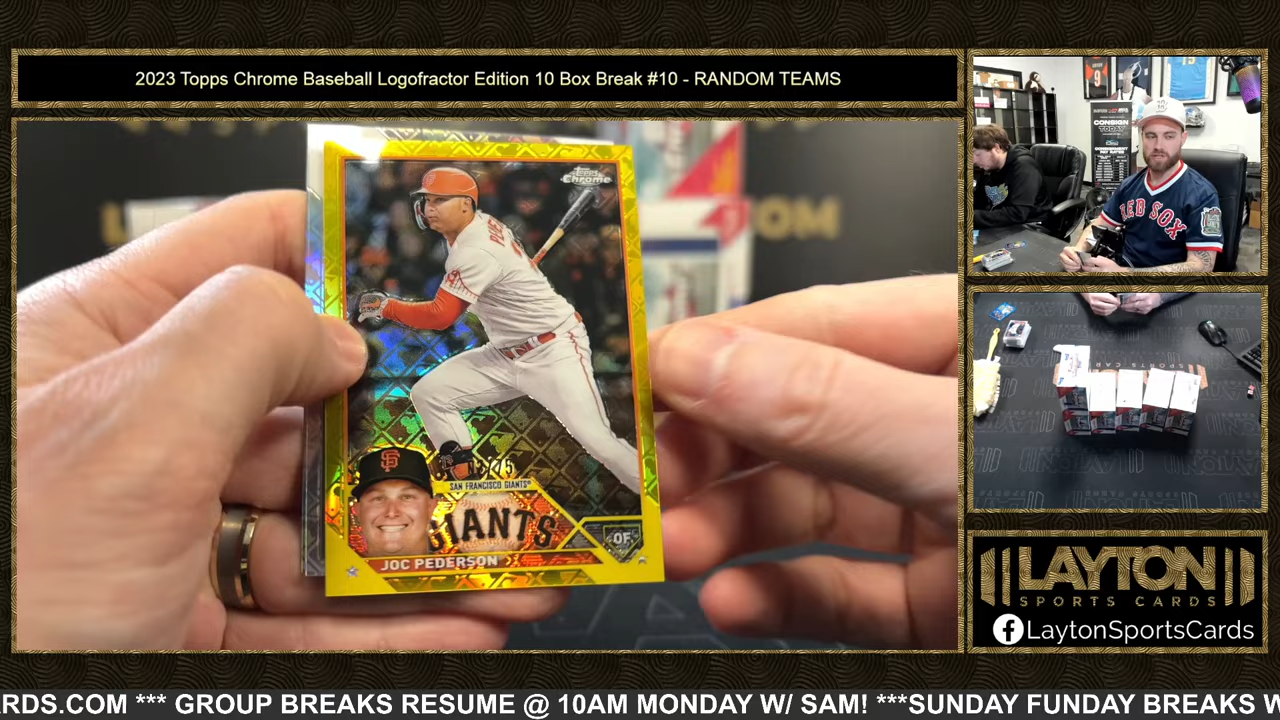 2023 Topps Chrome Baseball Logofractor Edition 10 Box Break #10 - RANDOM TEAMS
Topps
Chrome
SAN FRANCISCO GIANTS
GIANTS
OF
JOC PEDERSON
CONSIGN
TODAY
RED SOX
LAYTON
SPORTS CARDS
LaytonSportsCards
RDS.COM *** GROUP BREAKS RESUME @ 10AM MONDAY W/ SAM! ***SUNDAY FUNDAY BREAKS W